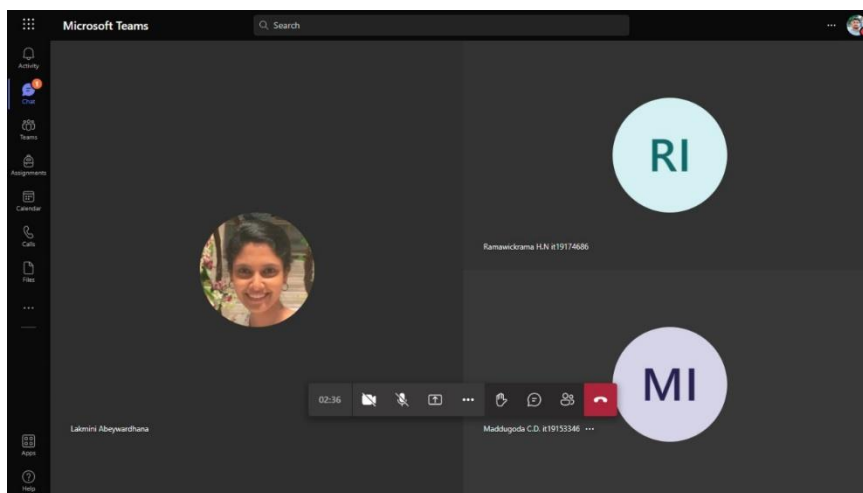 Microsoft Teams
Search
Activity
1
Chat
Teams
Assignments
Calendar
Calls
Files
Apps
Help
RI
Ramawickrama H.N it19174686
02:36
MI
Lakmini Abeywardhana
Maddugoda C.D. it19153346